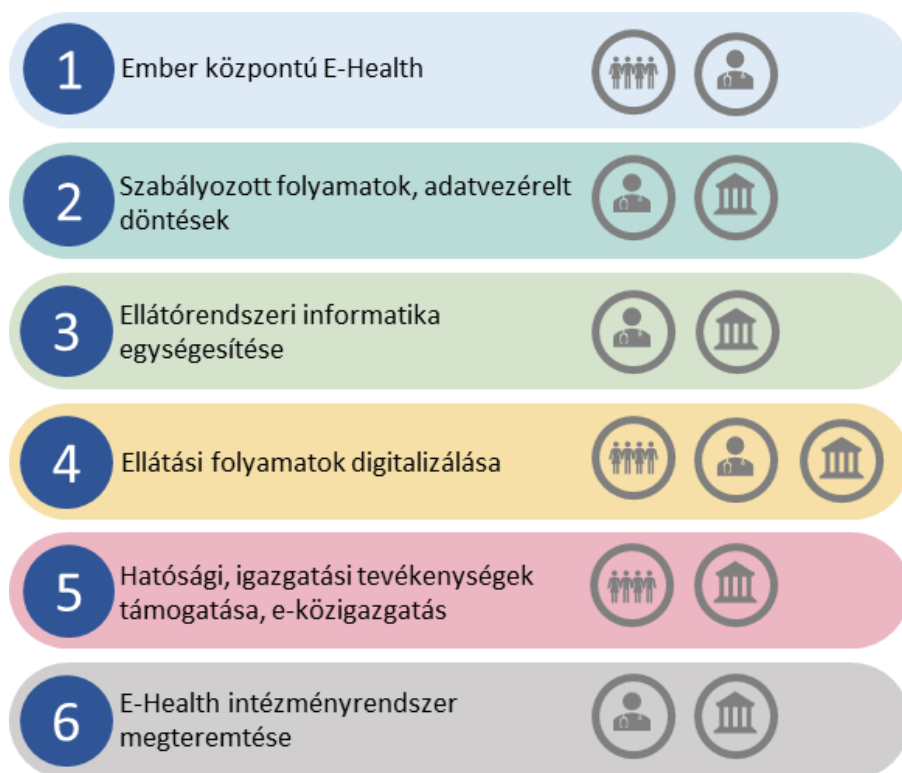 1
Ember központú E-Health
2
Szabályozott folyamatok, adatvezérelt
döntések
3
Ellátórendszeri informatika
egységesítése
4
Ellátási folyamatok digitalizálása
5
Hatósági, igazgatási tevékenységek
támogatása, e-közigazgatás
6
E-Health intézményrendszer
megteremtése